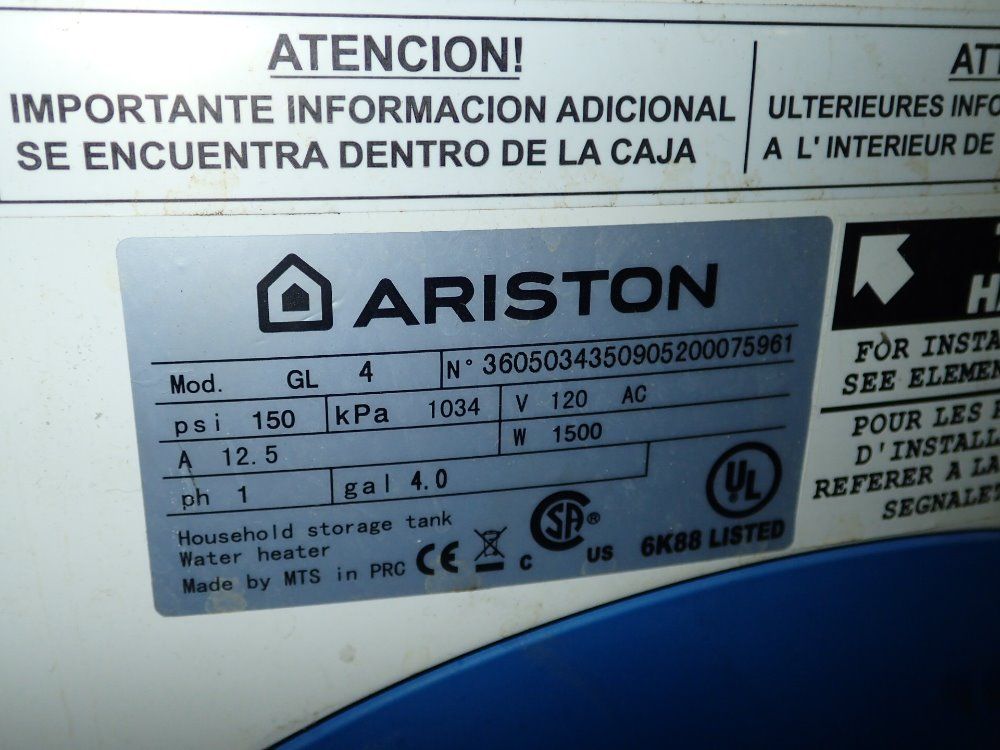 ATENCION!
IMPORTANTE INFORMACION ADICIONAL
SE ENCUENTRA DENTRO DE LA CAJA
ATT
ULTERIEURES INFO
A L'INTERIEUR DE
ARISTON
Mod. GL 4 N° 3605034350905200075961
psi 150 kPa 1034 V 120 AC
A 12.5 W 1500
ph 1 gal 4.0
Household storage tank
Water heater
Made by MTS in PRC
CE
C SA ® US
UL
6K88 LISTED
FOR INSTA
SEE ELEMEN
POUR LES
D'INSTALL
REFERER A LA
SEGNALE